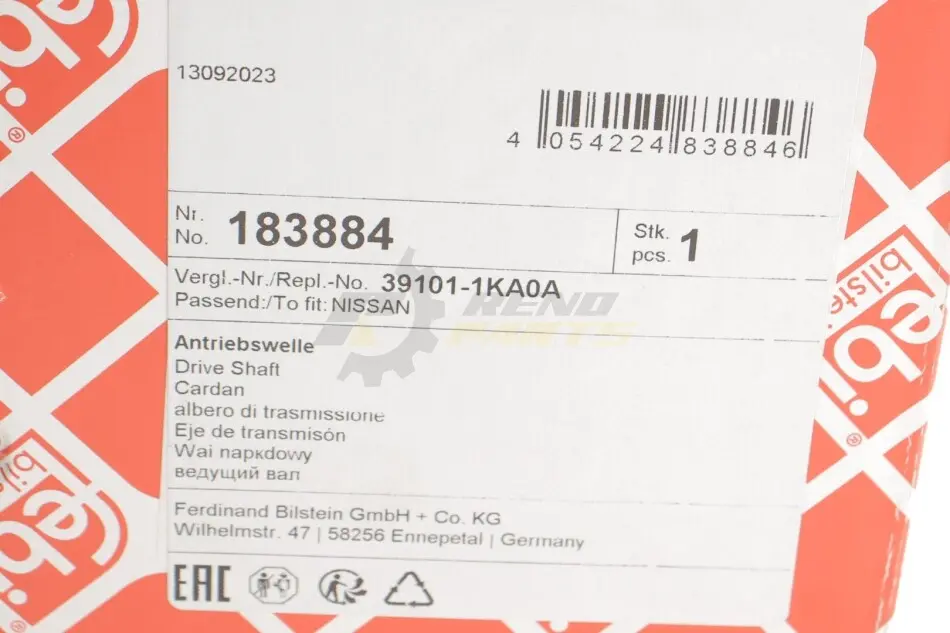 13092023
4 054224 838846
Nr.
No. 183884
Stk.
pcs. 1
Vergl.-Nr./Repl.-No. 39101-1KA0A
Passend:/To fit: NISSAN
RENO
PARTS
Antriebswelle
Drive Shaft
Cardan
albero di trasmissione
Eje de transmisón
Wai napkdowy
ведущий вал
Ferdinand Bilstein GmbH + Co. KG
Wilhelmstr. 47 | 58256 Ennepetal | Germany
EAC
febi
bilstein